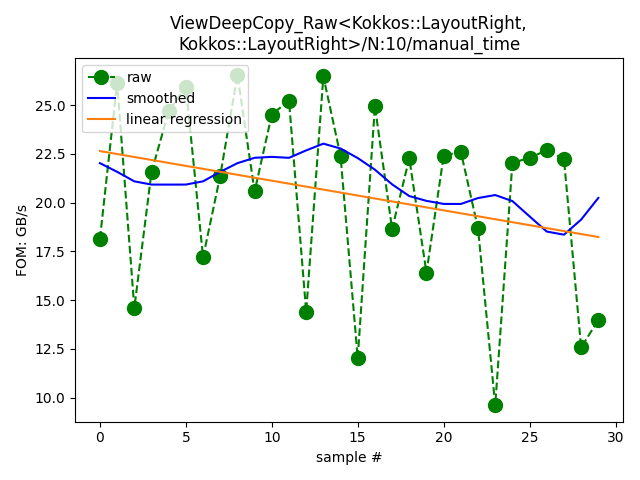 ViewDeepCopy_Raw<Kokkos::LayoutRight,
Kokkos::LayoutRight>/N:10/manual_time
raw
smoothed
linear regression
FOM: GB/s
25.0
22.5
20.0
17.5
15.0
12.5
10.0
0 5 10 15 20 25 30
sample #